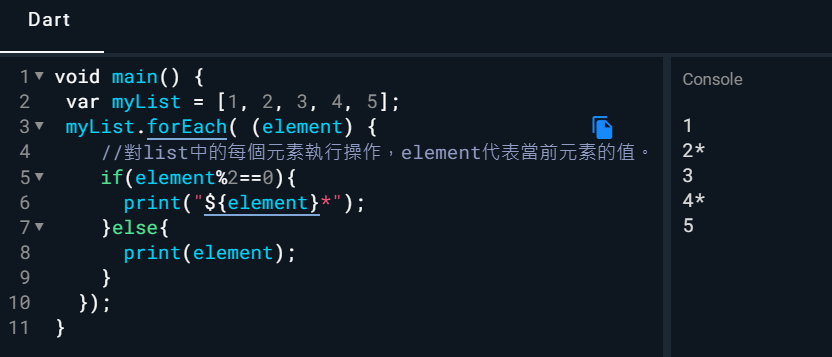 Dart
1 void main() {
2 var myList = [1, 2, 3, 4, 5];
3 myList.forEach( (element) {
4 //對list中的每個元素執行操作，element代表當前元素的值。
5 if(element%2==0){
6 print("${element}*");
7 }else{
8 print(element);
9 }
10 });
11 }
Console
1
2*
3
4*
5